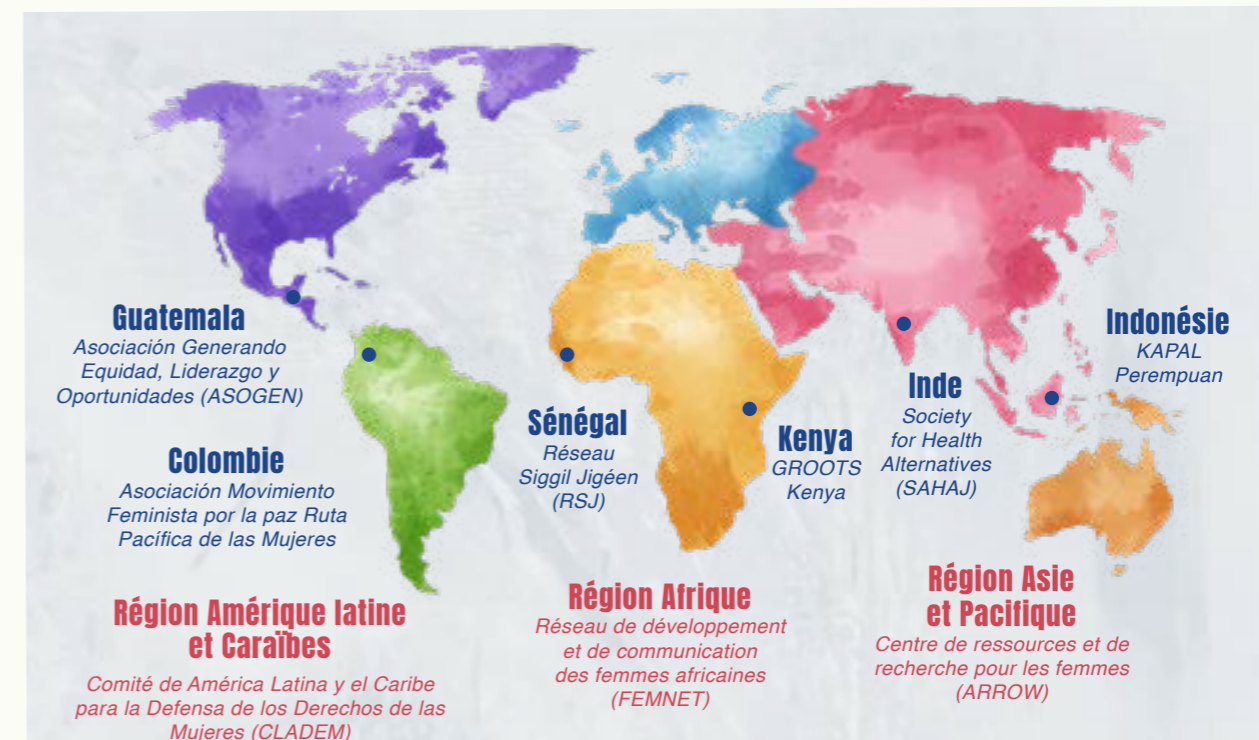 Guatemala
Asociación Generando
Equidad, Liderazgo y
Oportunidades (ASOGEN)
Colombie
Asociación Movimiento
Feminista por la paz Ruta
Pacífica de las Mujeres
Région Amérique latine
et Caraïbes
Comité de América Latina y el Caribe
para la Defensa de los Derechos de las
Mujeres (CLADEM)
Sénégal
Réseau
Siggil Jigéen
(RSJ)
Kenya
GROOTS
Kenya
Région Afrique
Réseau de développement
et de communication
des femmes africaines
(FEMNET)
Inde
Society
for Health
Alternatives
(SAHAJ)
Indonésie
KAPAL
Perempuan
Région Asie
et Pacifique
Centre de ressources et de
recherche pour les femmes
(ARROW)